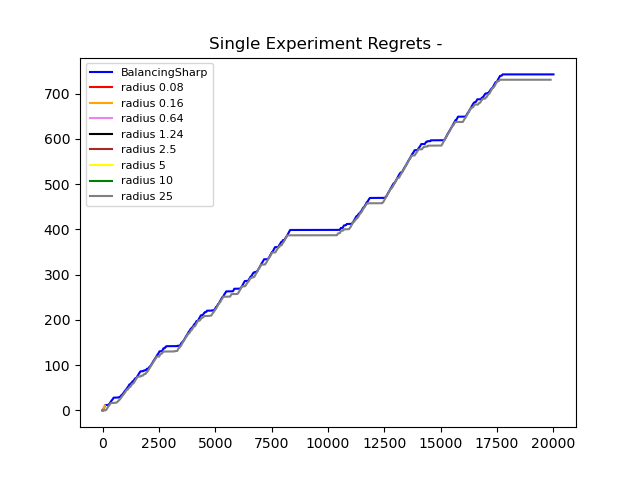 Single Experiment Regrets -
BalancingSharp
radius 0.08
radius 0.16
radius 0.64
radius 1.24
radius 2.5
radius 5
radius 10
radius 25
700
600
500
400
300
200
100
0
0 2500 5000 7500 10000 12500 15000 17500 20000